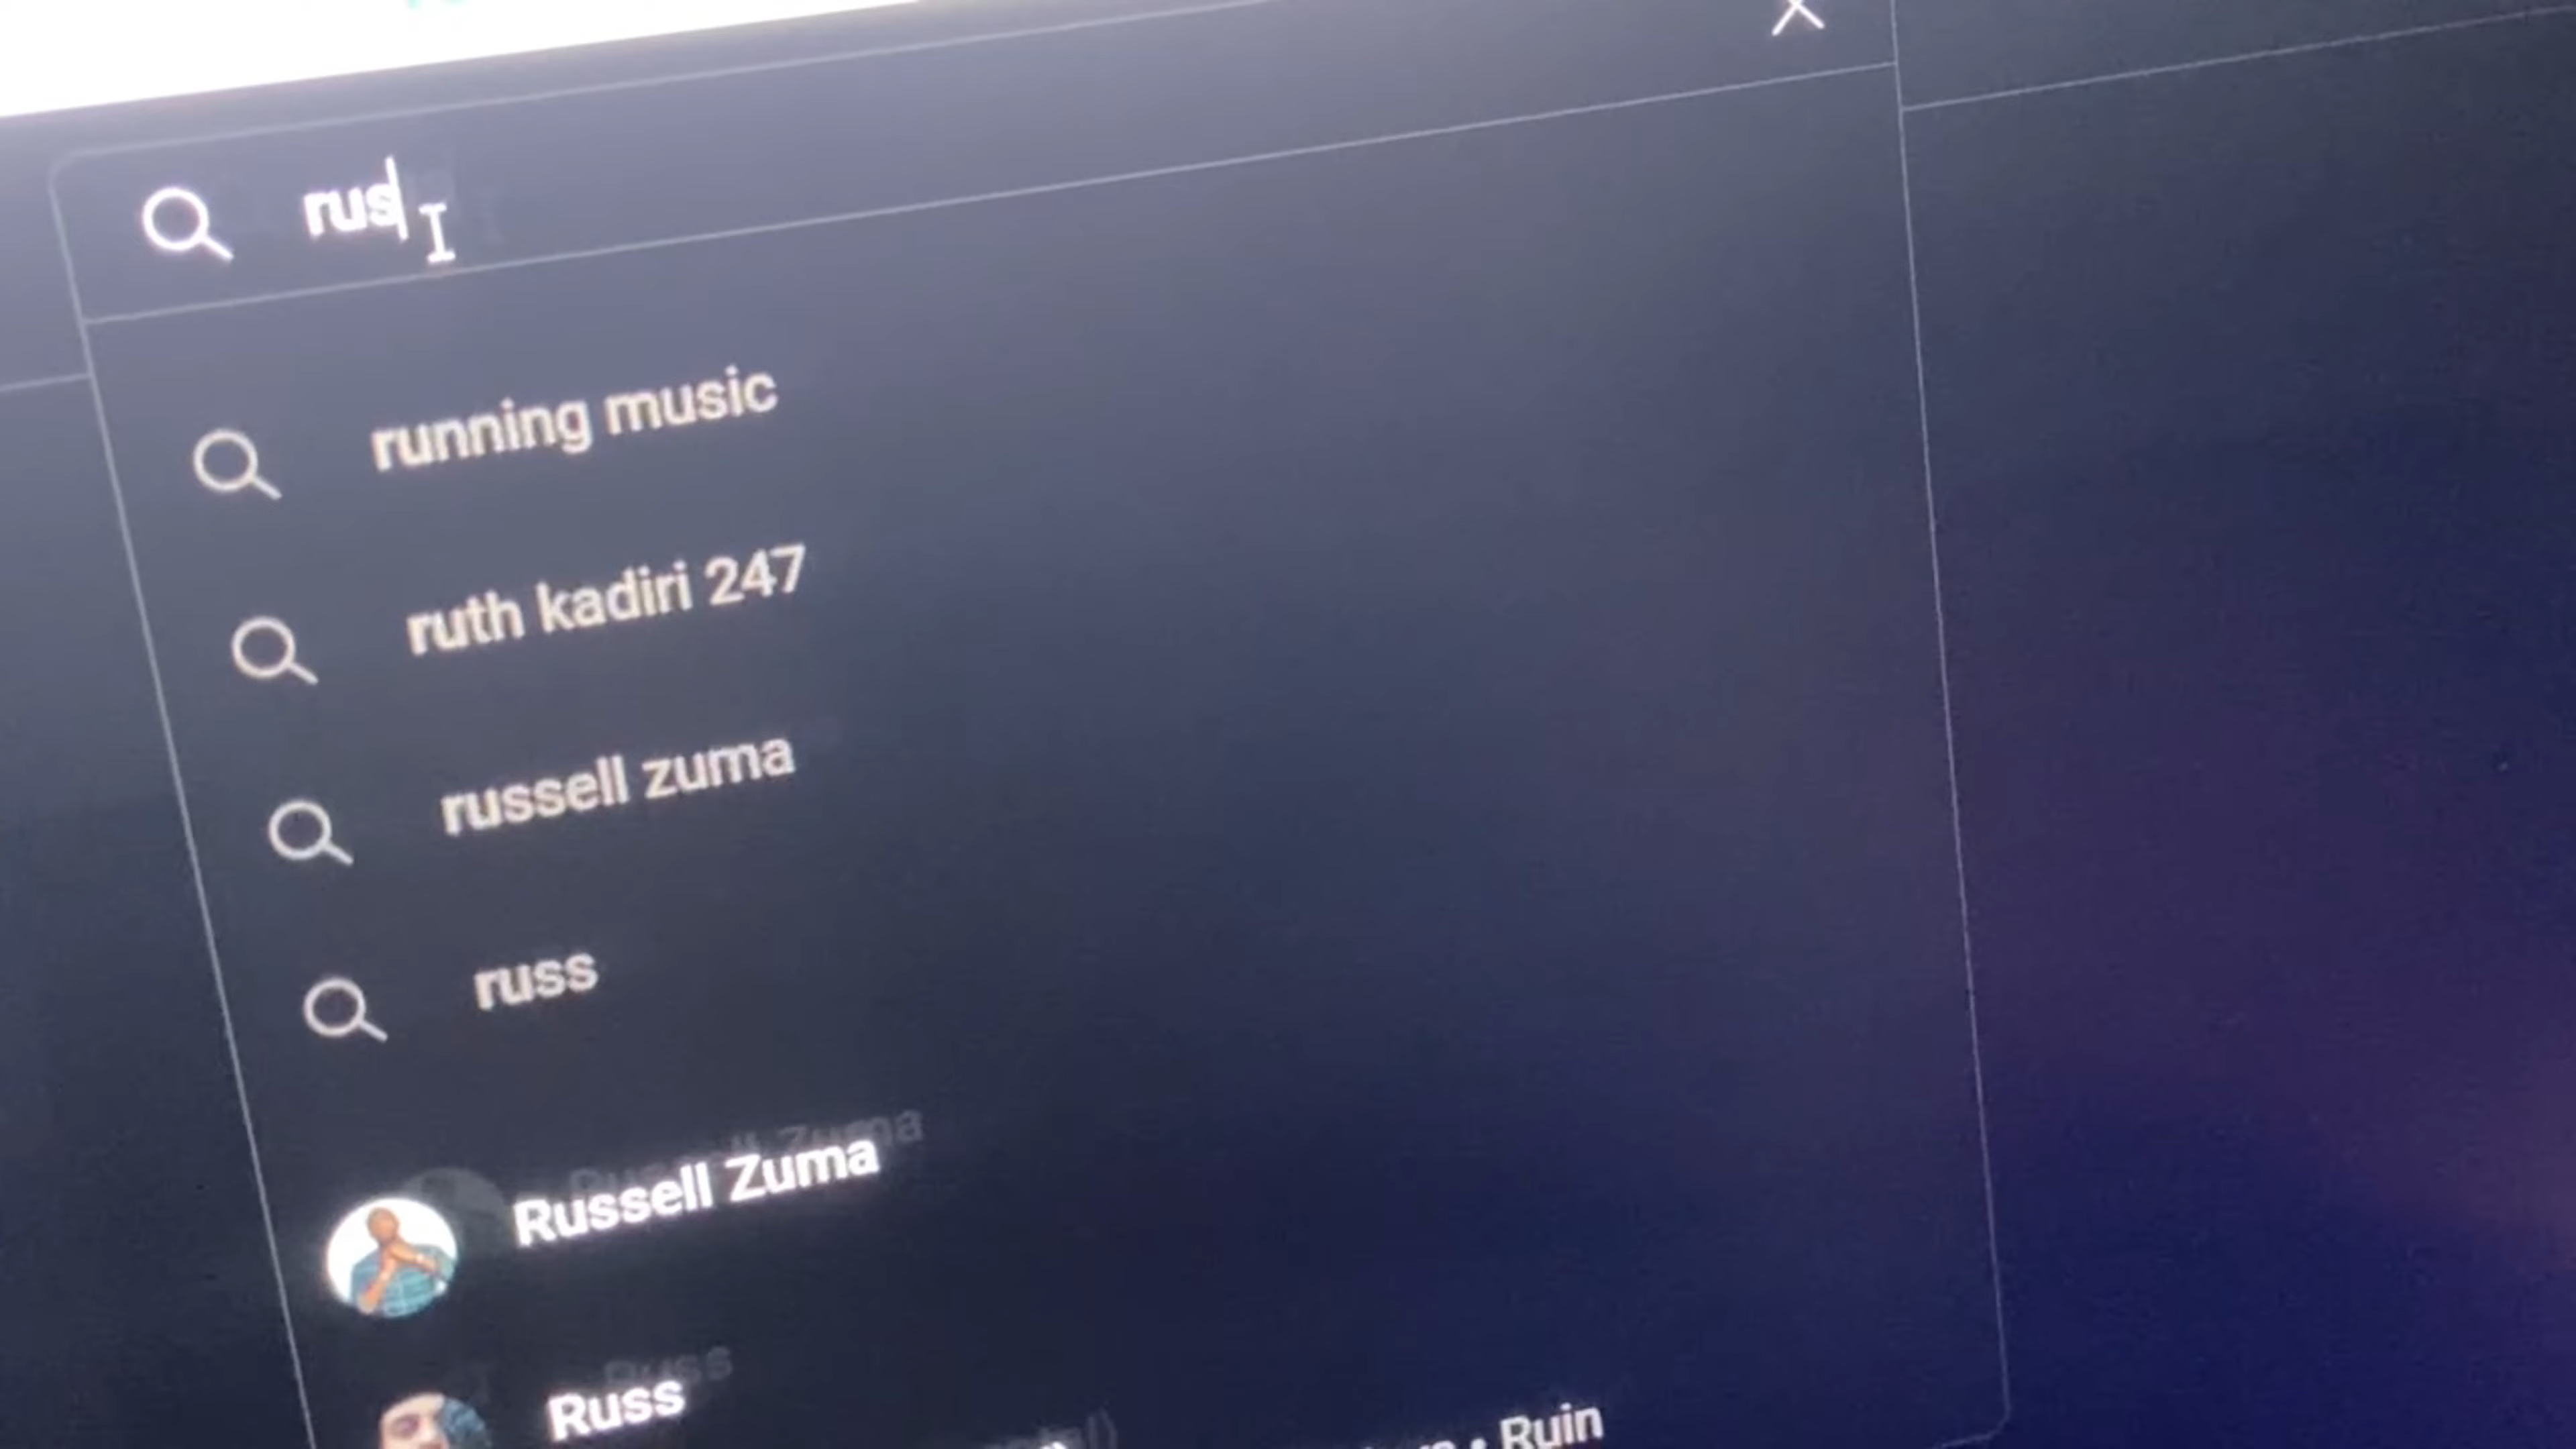 rus
running music
ruth kadiri 247
russell zuma
russ
Russell Zuma
Russ
• Ruin